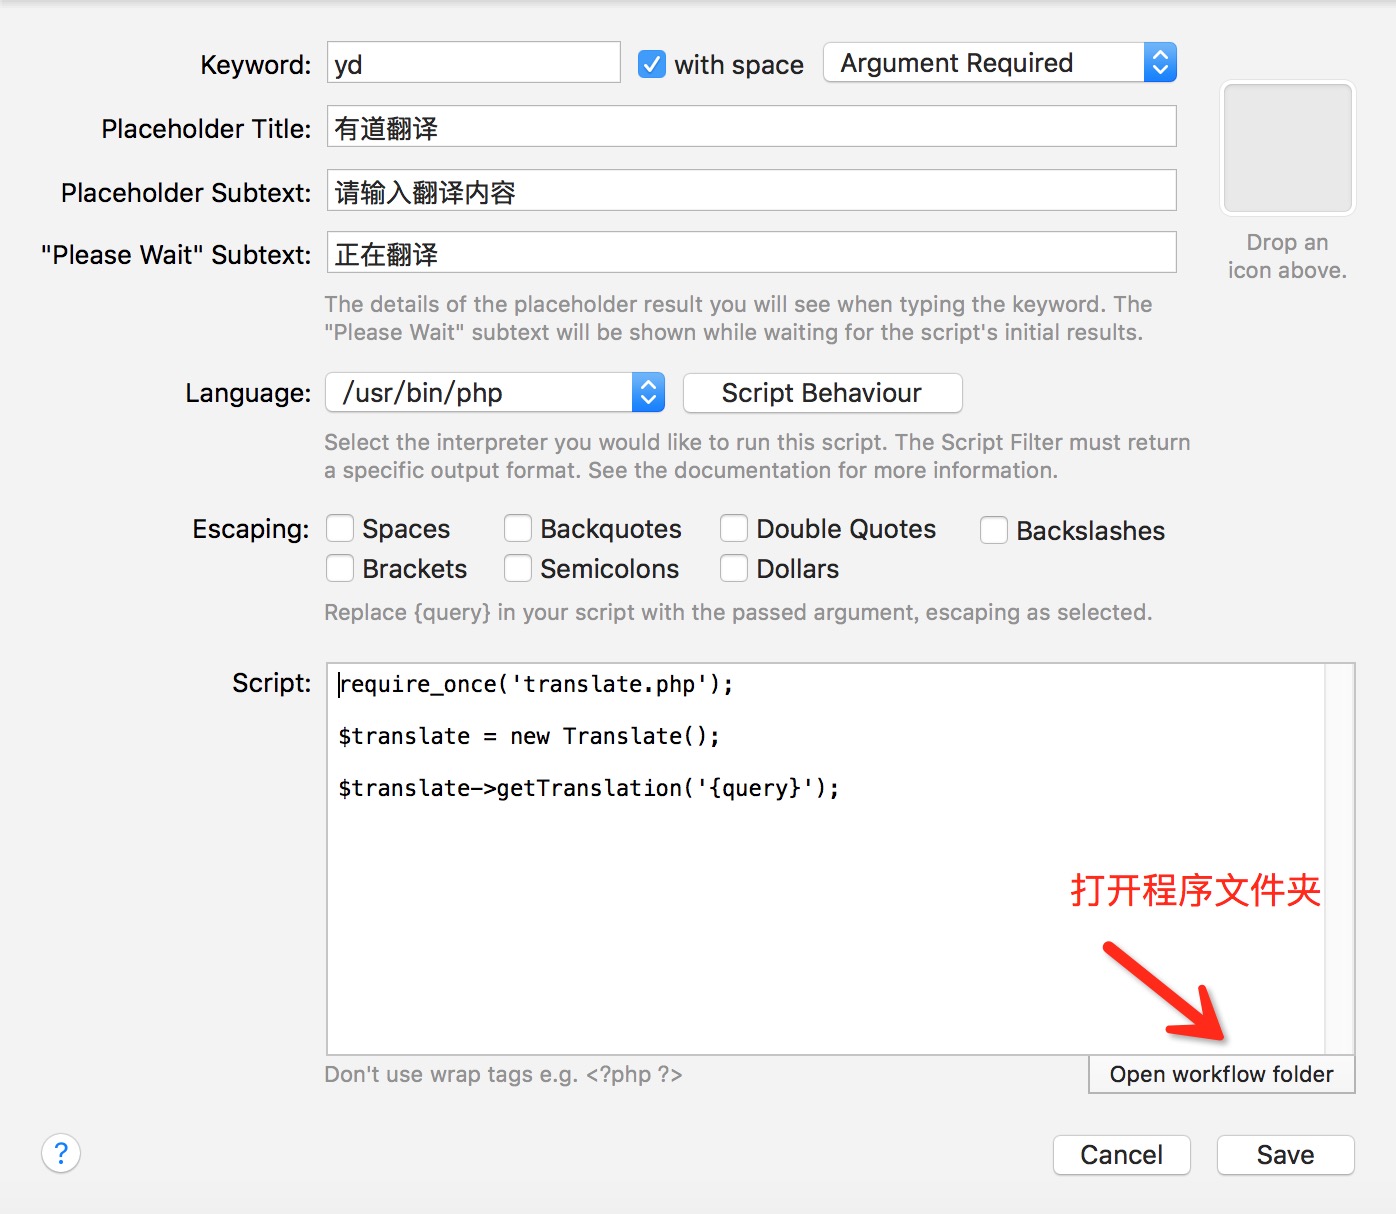 Keyword: yd with space Argument Required
Placeholder Title: 有道翻译
Placeholder Subtext: 请输入翻译内容
"Please Wait" Subtext: 正在翻译
Drop an
icon above.
The details of the placeholder result you will see when typing the keyword. The
"Please Wait" subtext will be shown while waiting for the script's initial results.
Language: /usr/bin/php Script Behaviour
Select the interpreter you would like to run this script. The Script Filter must return
a specific output format. See the documentation for more information.
Escaping: Spaces Backquotes Double Quotes Backslashes
Brackets Semicolons Dollars
Replace {query} in your script with the passed argument, escaping as selected.
Script: require_once('translate.php');
$translate = new Translate();
$translate->getTranslation('{query}');
打开程序文件夹
Don't use wrap tags e.g. <?php ?> Open workflow folder
? Cancel Save